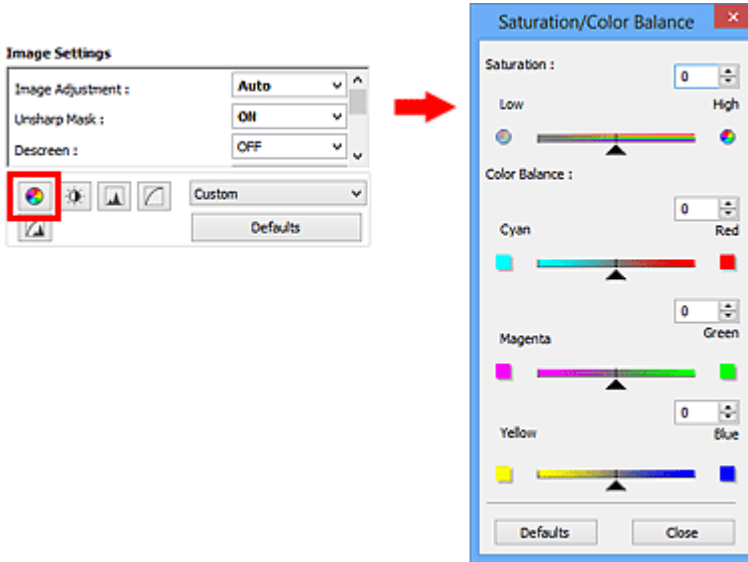 Image Settings
Image Adjustment : Auto
Unsharp Mask : ON
Descreen : OFF
Custom
Defaults
Saturation/Color Balance
Saturation : 0
Low High
Color Balance :
0
Cyan Red
0
Magenta Green
0
Yellow Blue
Defaults Close